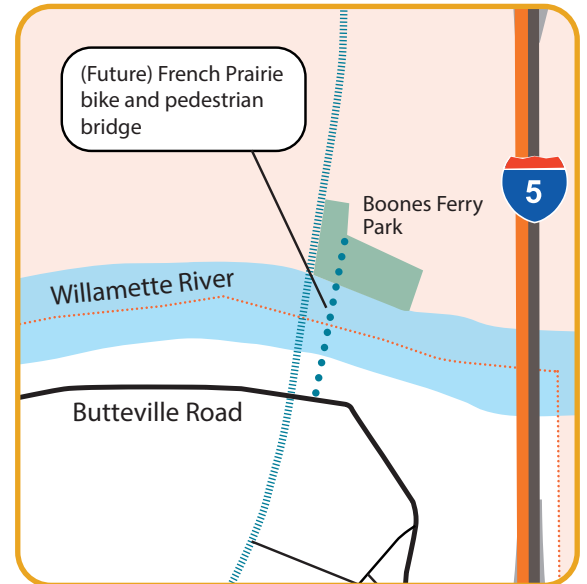 (Future) French Prairie
bike and pedestrian
bridge
5
Boones Ferry
Park
Willamette River
Butteville Road